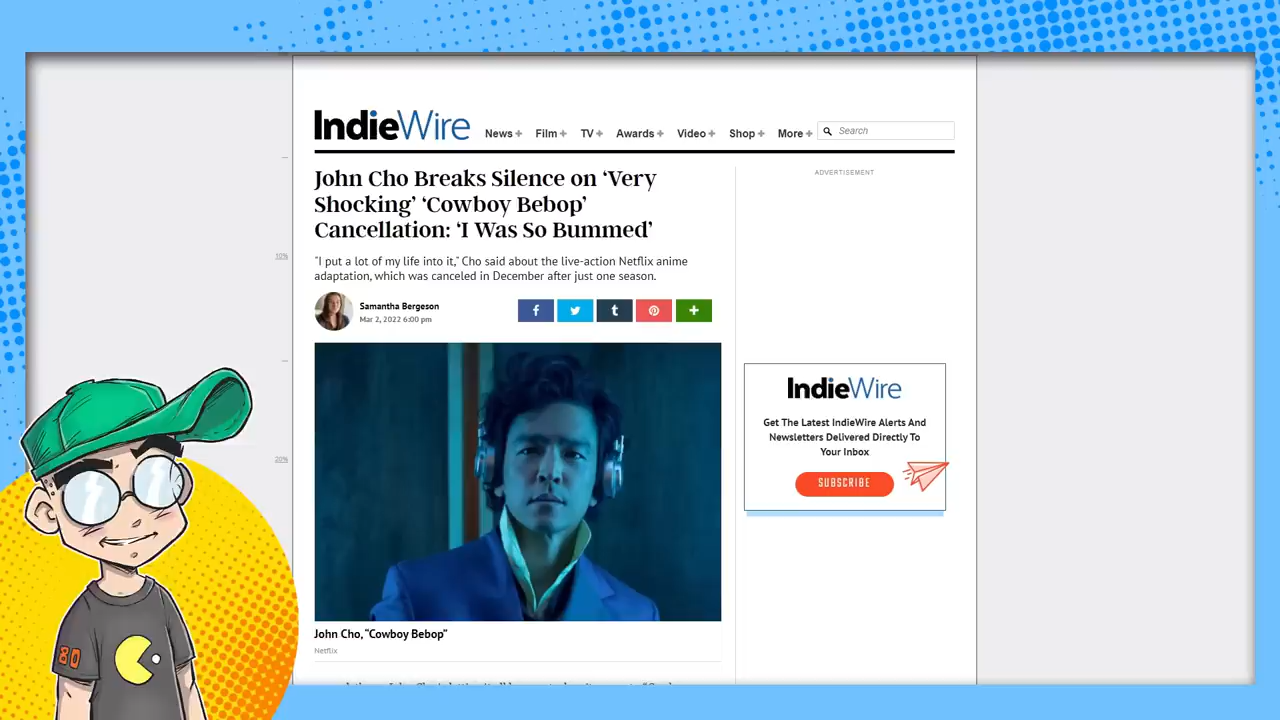 IndieWire
News + Film + TV + Awards + Video + Shop + More + Search
John Cho Breaks Silence on ‘Very
Shocking’ ‘Cowboy Bebop’
Cancellation: ‘I Was So Bummed’
"I put a lot of my life into it," Cho said about the live-action Netflix anime
adaptation, which was canceled in December after just one season.
Samantha Bergeson
Mar 2, 2022 6:00 pm
John Cho, “Cowboy Bebop”
Netflix
ADVERTISEMENT
IndieWire
Get The Latest IndieWire Alerts And
Newsletters Delivered Directly To
Your Inbox
SUBSCRIBE
10%
20%
80